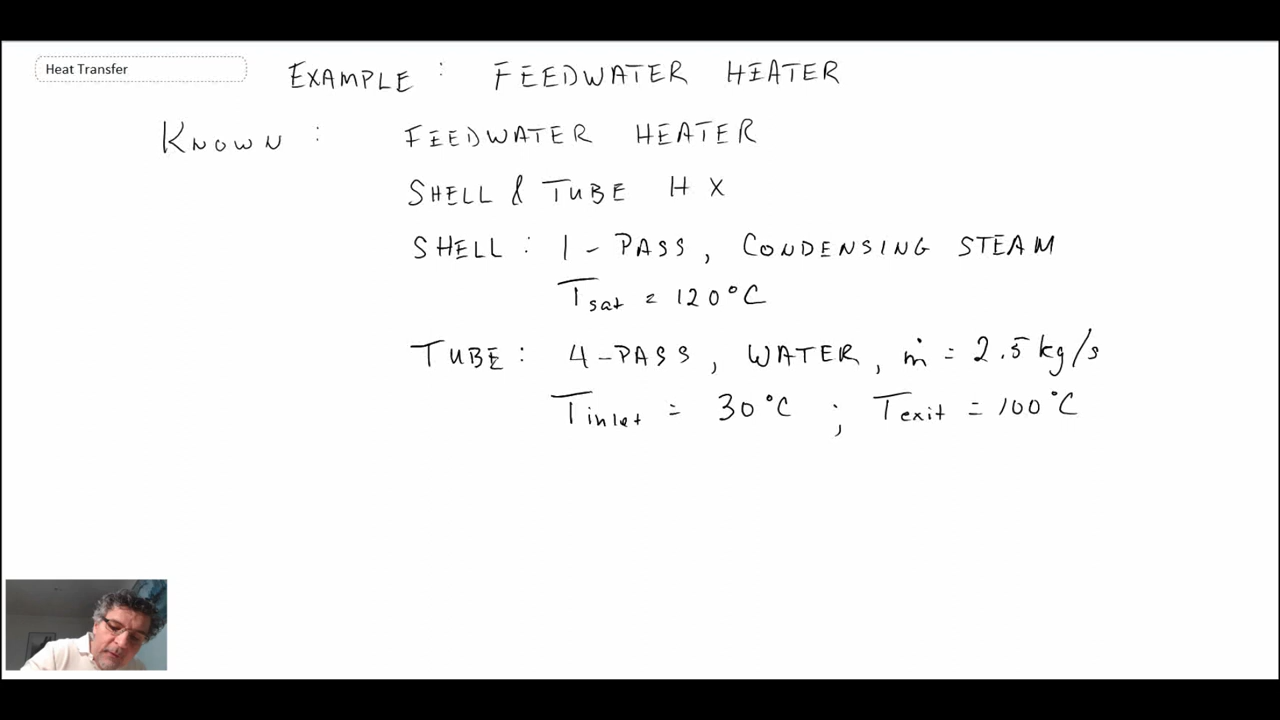 Heat Transfer
EXAMPLE : FEEDWATER HEATER
KNOWN : FEEDWATER HEATER
SHELL & TUBE HX
SHELL : 1-PASS, CONDENSING STEAM
Tsat = 120°C
TUBE : 4-PASS, WATER, ṁ = 2.5 kg/s
Tinlet = 30°C ; Texit = 100°C